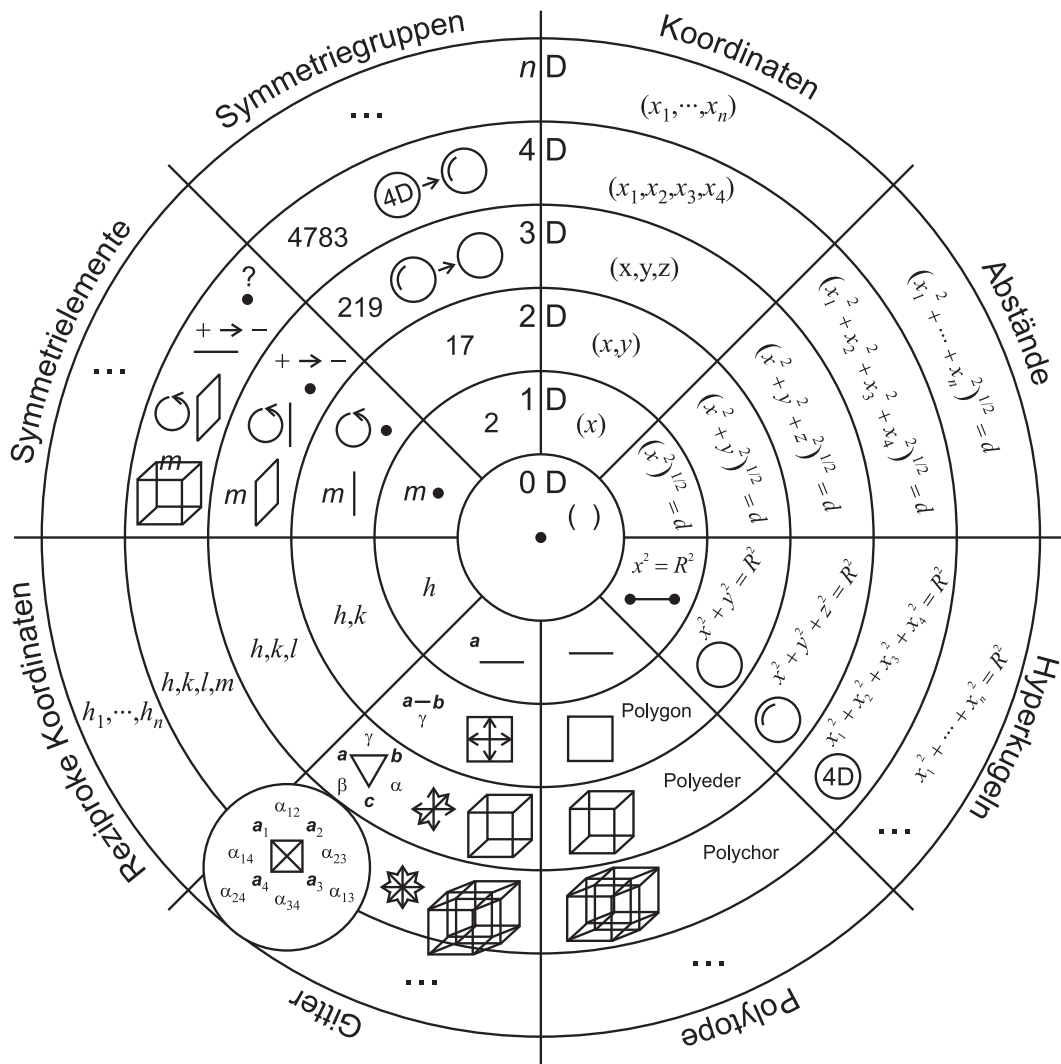 Symmetriegruppen
Koordinaten
Abstände
Hyperkugeln
Polytope
Gitter
Reziproke Koordinaten
Symmetrielemente
n D
4 D
3 D
2 D
1 D
0 D
( )
(x₁,⋯,xₙ)
(x₁,x₂,x₃,x₄)
(x,y,z)
(x,y)
(x)
(x²)^{1/2} = d
(x² + y²)^{1/2} = d
(x² + y² + z²)^{1/2} = d
(x₁² + x₂² + x₃² + x₄²)^{1/2} = d
(x₁² + ⋯ + xₙ²)^{1/2} = d
x² = R²
x² + y² = R²
x² + y² + z² = R²
x₁² + x₂² + x₃² + x₄² = R²
4D
x₁² + ⋯ + xₙ² = R²
...
Polygon
Polyeder
Polychor
...
a
a–b
γ
γ
a b
β α
c
α₁₂
a₁ a₂
α₁₄ α₂₃
a₄ a₃
α₂₄ α₁₃
α₃₄
...
h
h,k
h,k,l
h,k,l,m
h₁,⋯,hₙ
m
m
+ → −
m
?
+ → −
m
...
2
17
219
4783
4D
...